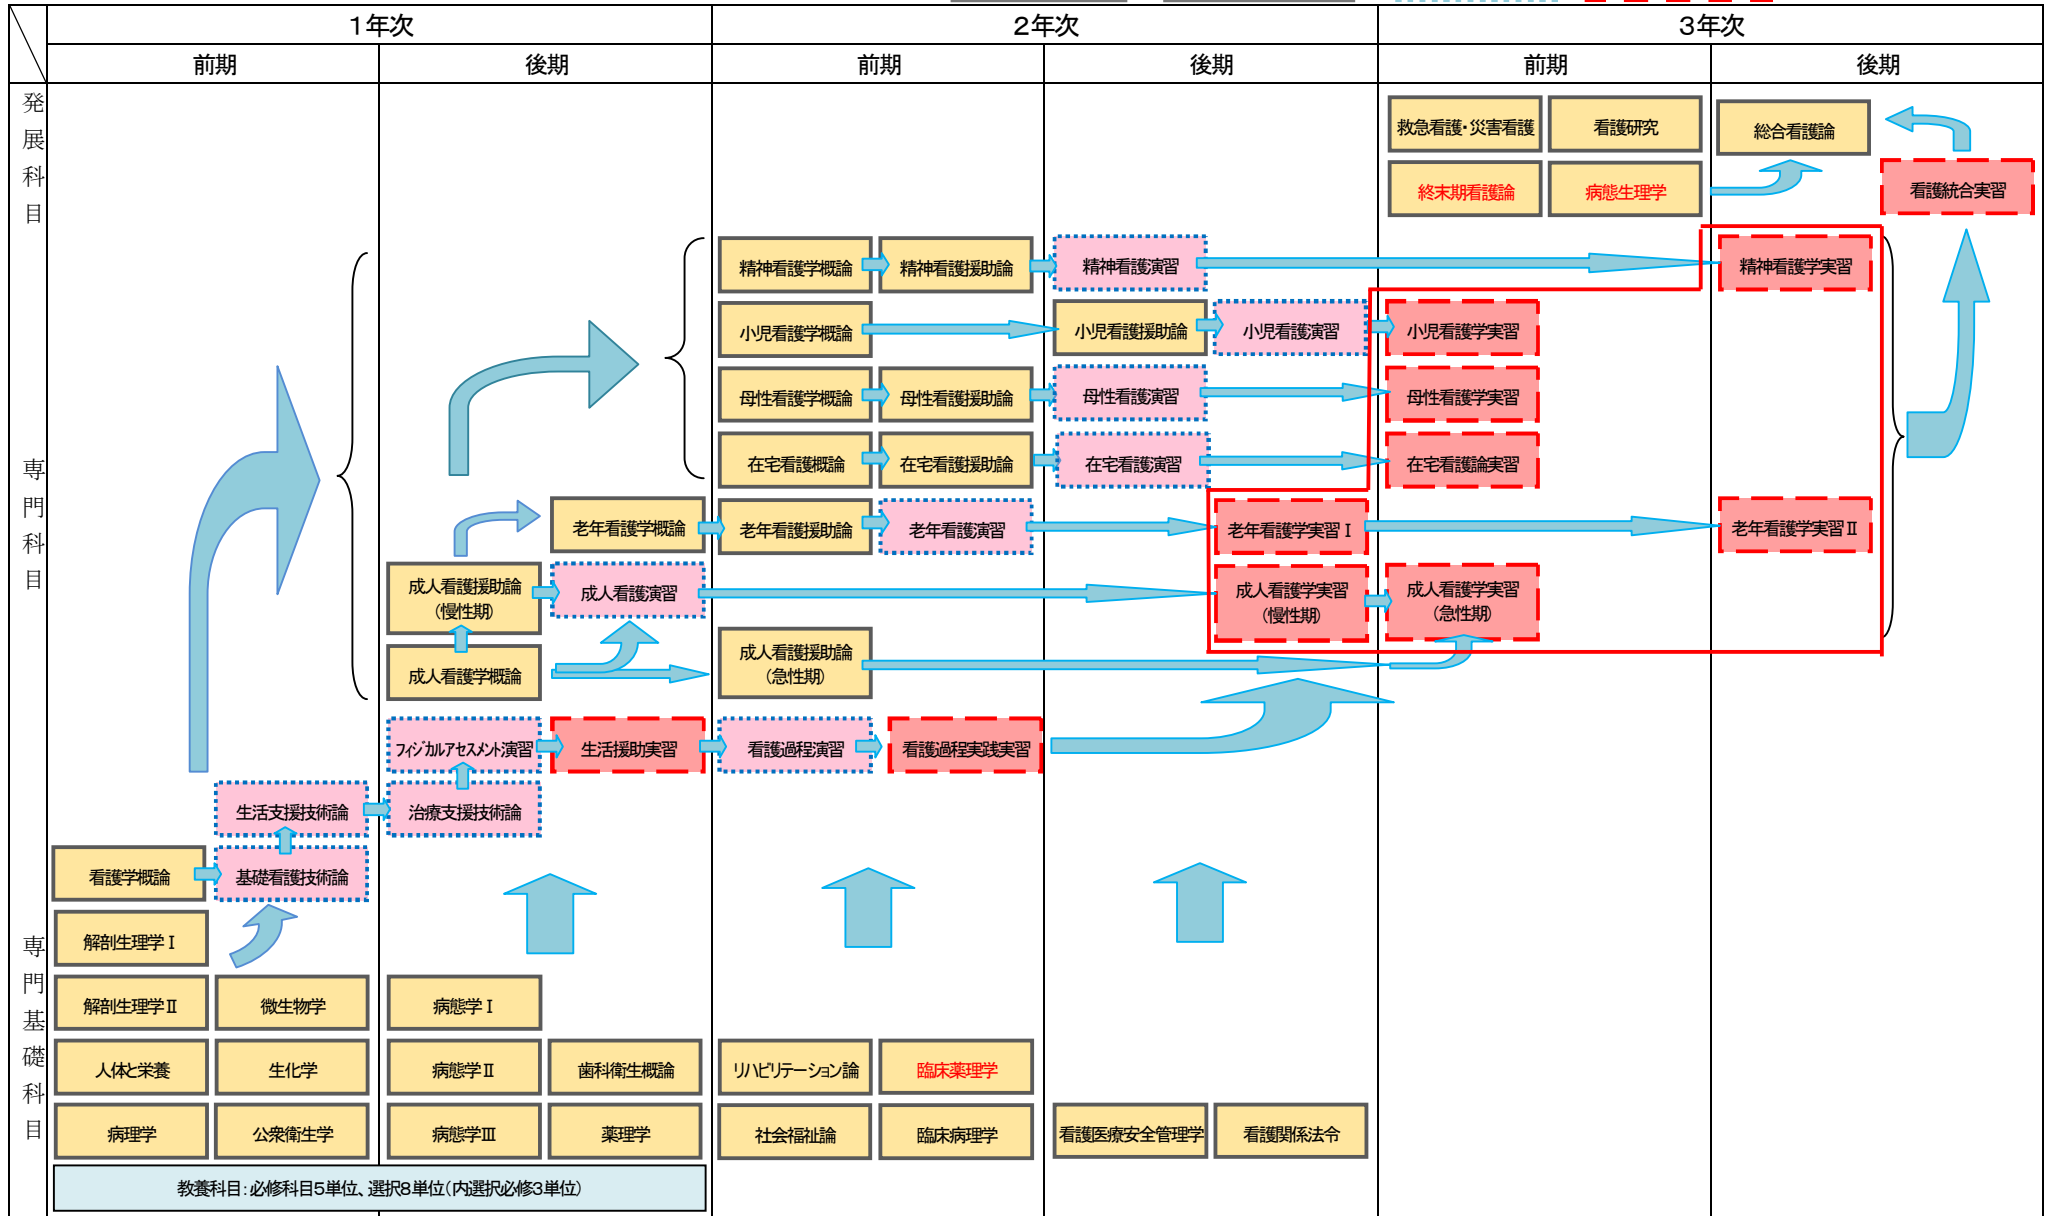 1年次
2年次
3年次
前期
後期
前期
後期
前期
後期
発展科目
救急看護・災害看護
看護研究
総合看護論
終末期看護論
病態生理学
看護統合実習
専門科目
精神看護学概論
精神看護援助論
精神看護演習
精神看護学実習
小児看護学概論
小児看護援助論
小児看護演習
小児看護学実習
母性看護学概論
母性看護援助論
母性看護演習
母性看護学実習
在宅看護概論
在宅看護援助論
在宅看護演習
在宅看護論実習
老年看護学概論
老年看護援助論
老年看護演習
老年看護学実習Ⅰ
老年看護学実習Ⅱ
成人看護援助論
(慢性期)
成人看護演習
成人看護学実習
(慢性期)
成人看護学実習
(急性期)
成人看護学概論
成人看護援助論
(急性期)
フィジカルアセスメント演習
生活援助実習
看護過程演習
看護過程実践実習
生活支援技術論
治療支援技術論
看護学概論
基礎看護技術論
専門基礎科目
解剖生理学Ⅰ
解剖生理学Ⅱ
微生物学
病態学Ⅰ
人体と栄養
生化学
病態学Ⅱ
歯科衛生概論
リハビリテーション論
臨床薬理学
病理学
公衆衛生学
病態学Ⅲ
薬理学
社会福祉論
臨床病理学
看護医療安全管理学
看護関係法令
教養科目:必修科目5単位、選択8単位(内選択必修3単位)